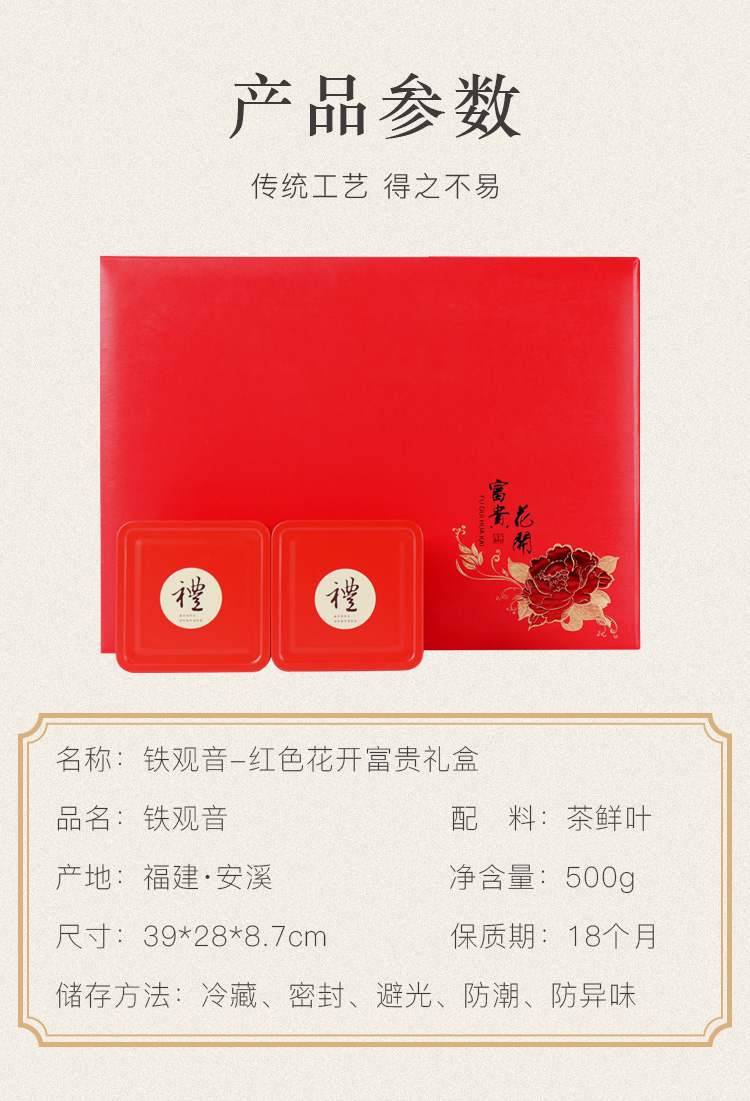 产品参数
传统工艺 得之不易
富贵
花開
FU GUI HUA KAI
禮
禮
名称：铁观音-红色花开富贵礼盒
品名：铁观音 配 料：茶鲜叶
产地：福建·安溪 净含量：500g
尺寸：39*28*8.7cm 保质期：18个月
储存方法：冷藏、密封、避光、防潮、防异味